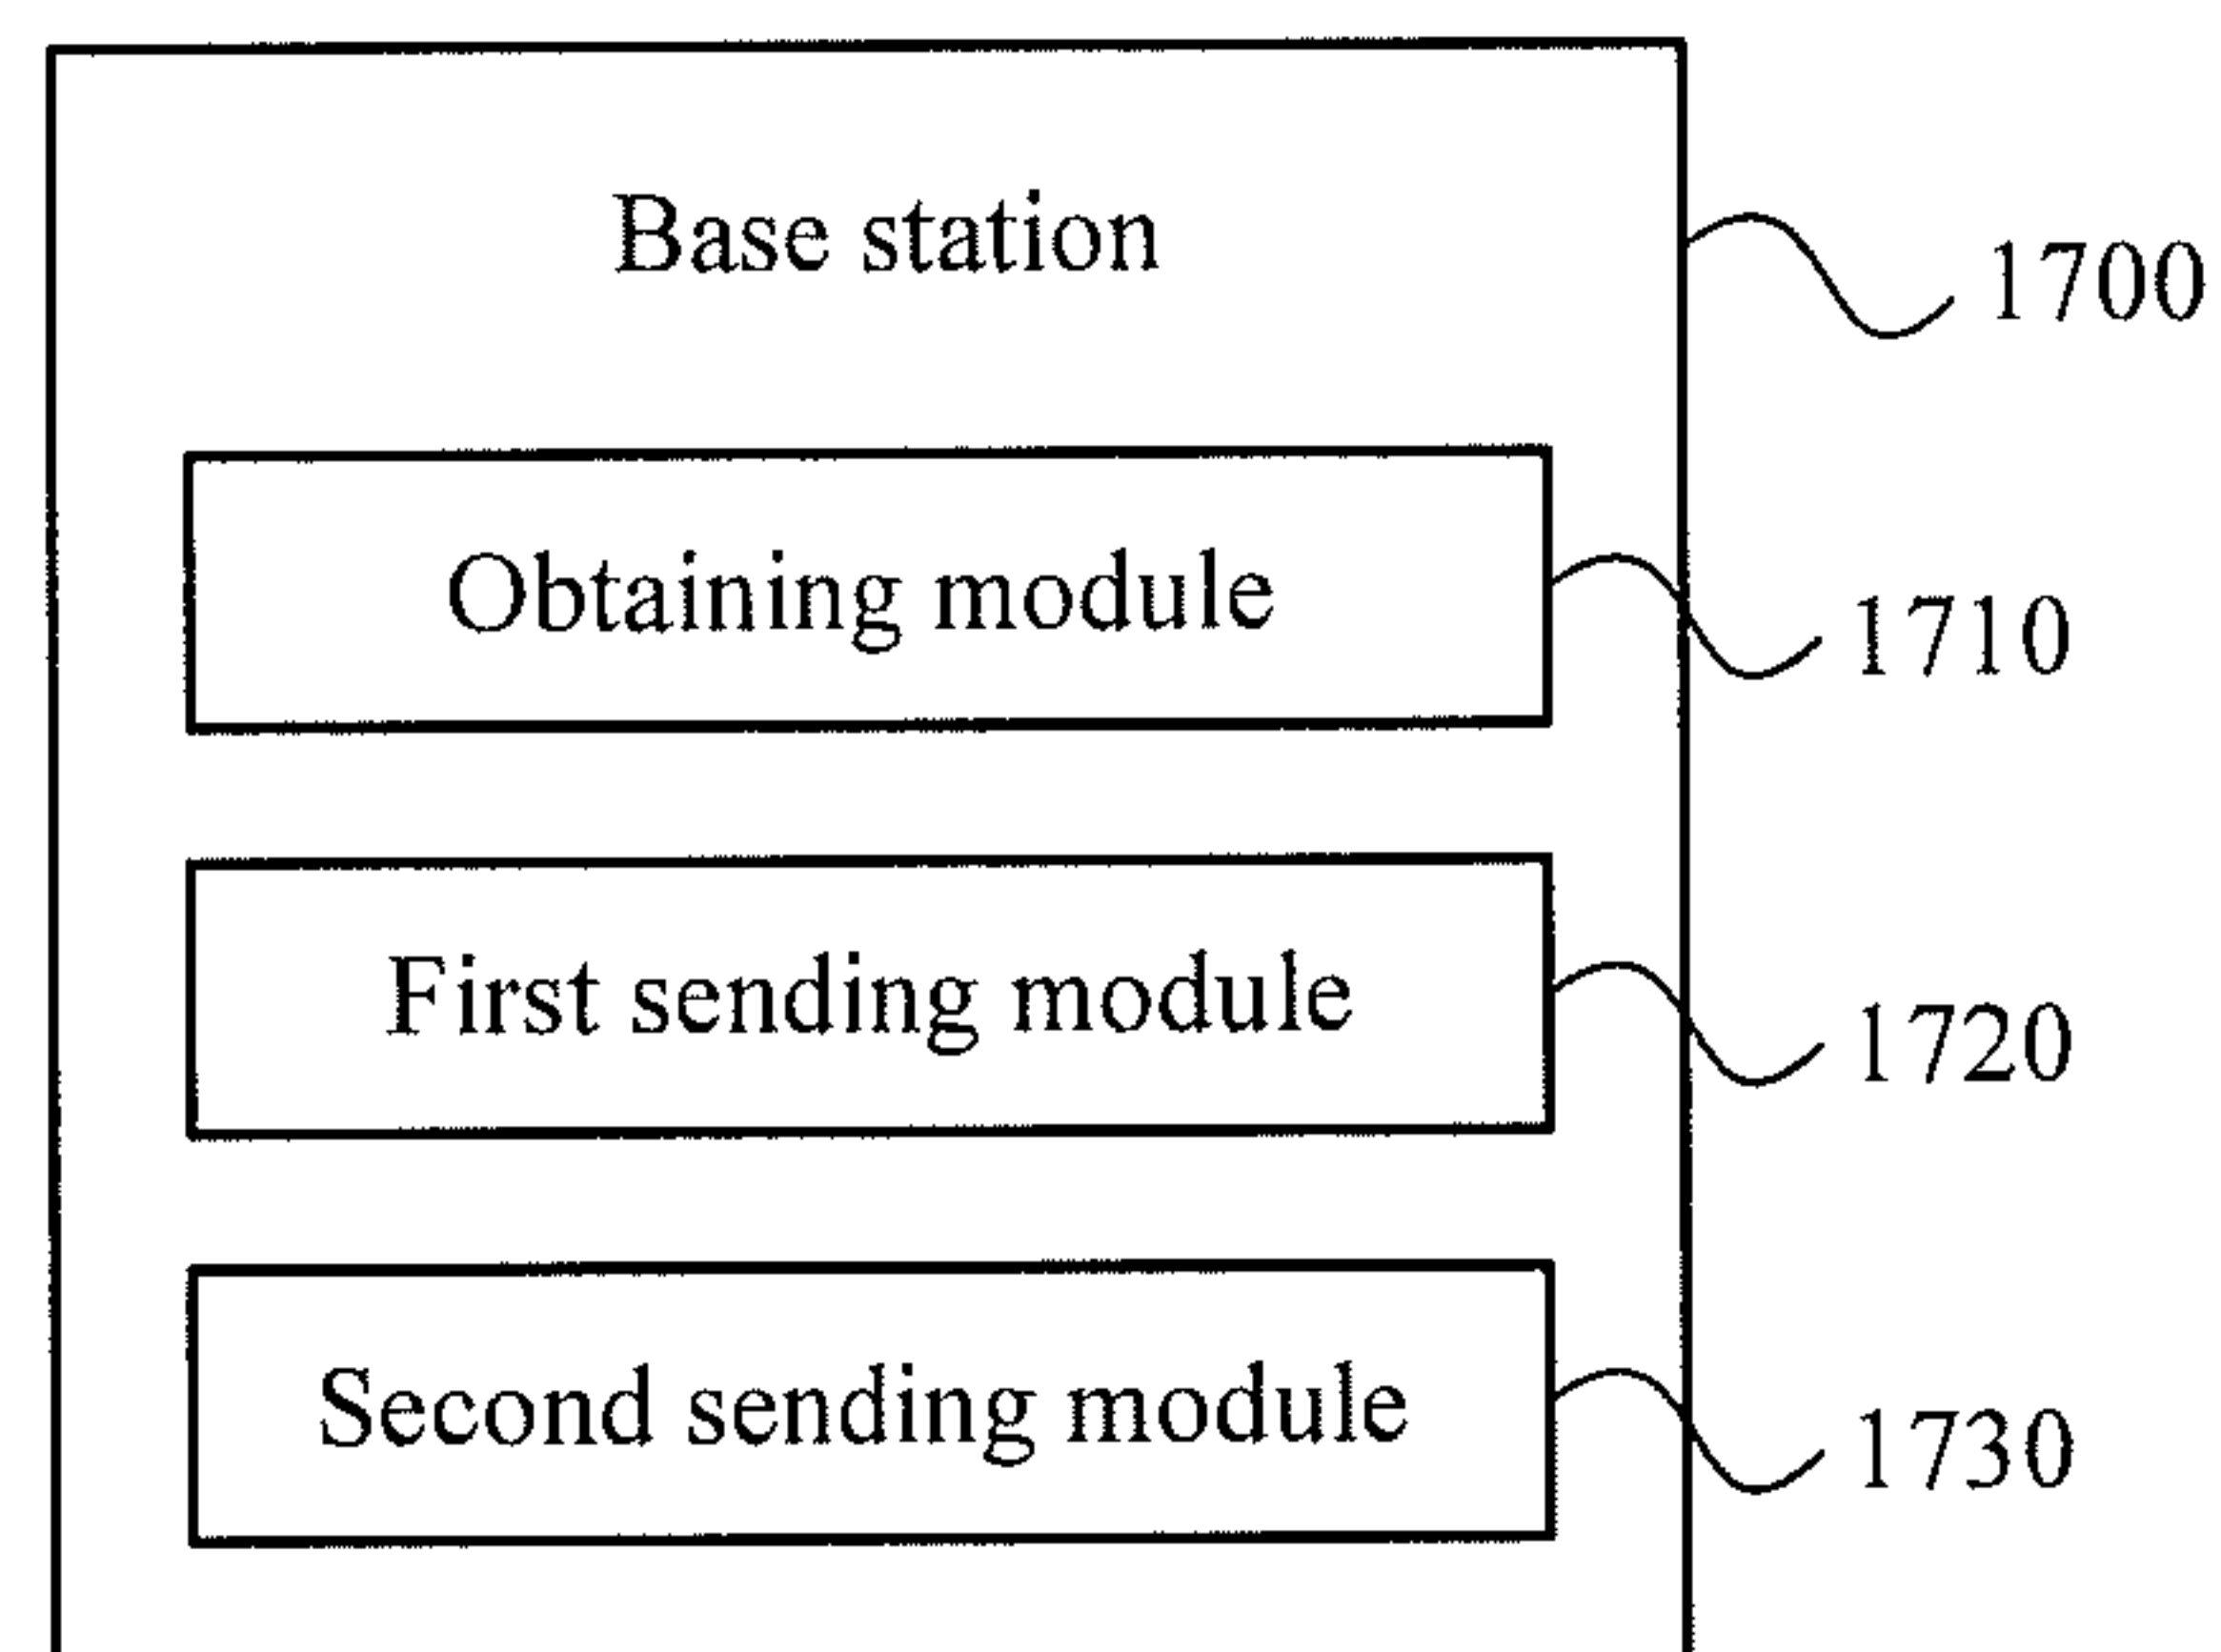 Base station
1700
Obtaining module
1710
First sending module
1720
Second sending module
1730